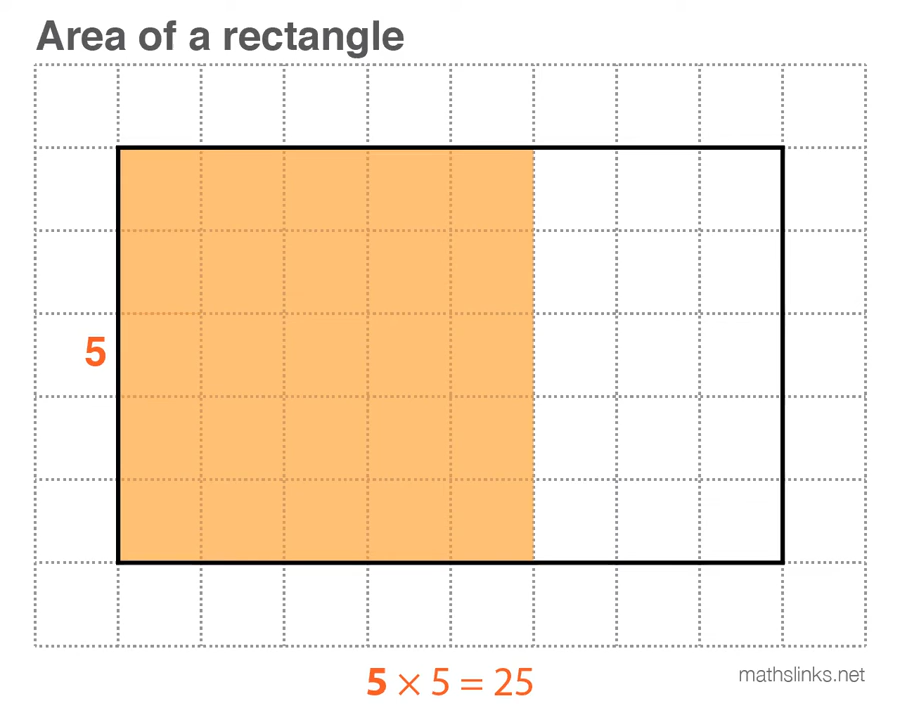 Area of a rectangle
5
5 × 5 = 25
mathslinks.net